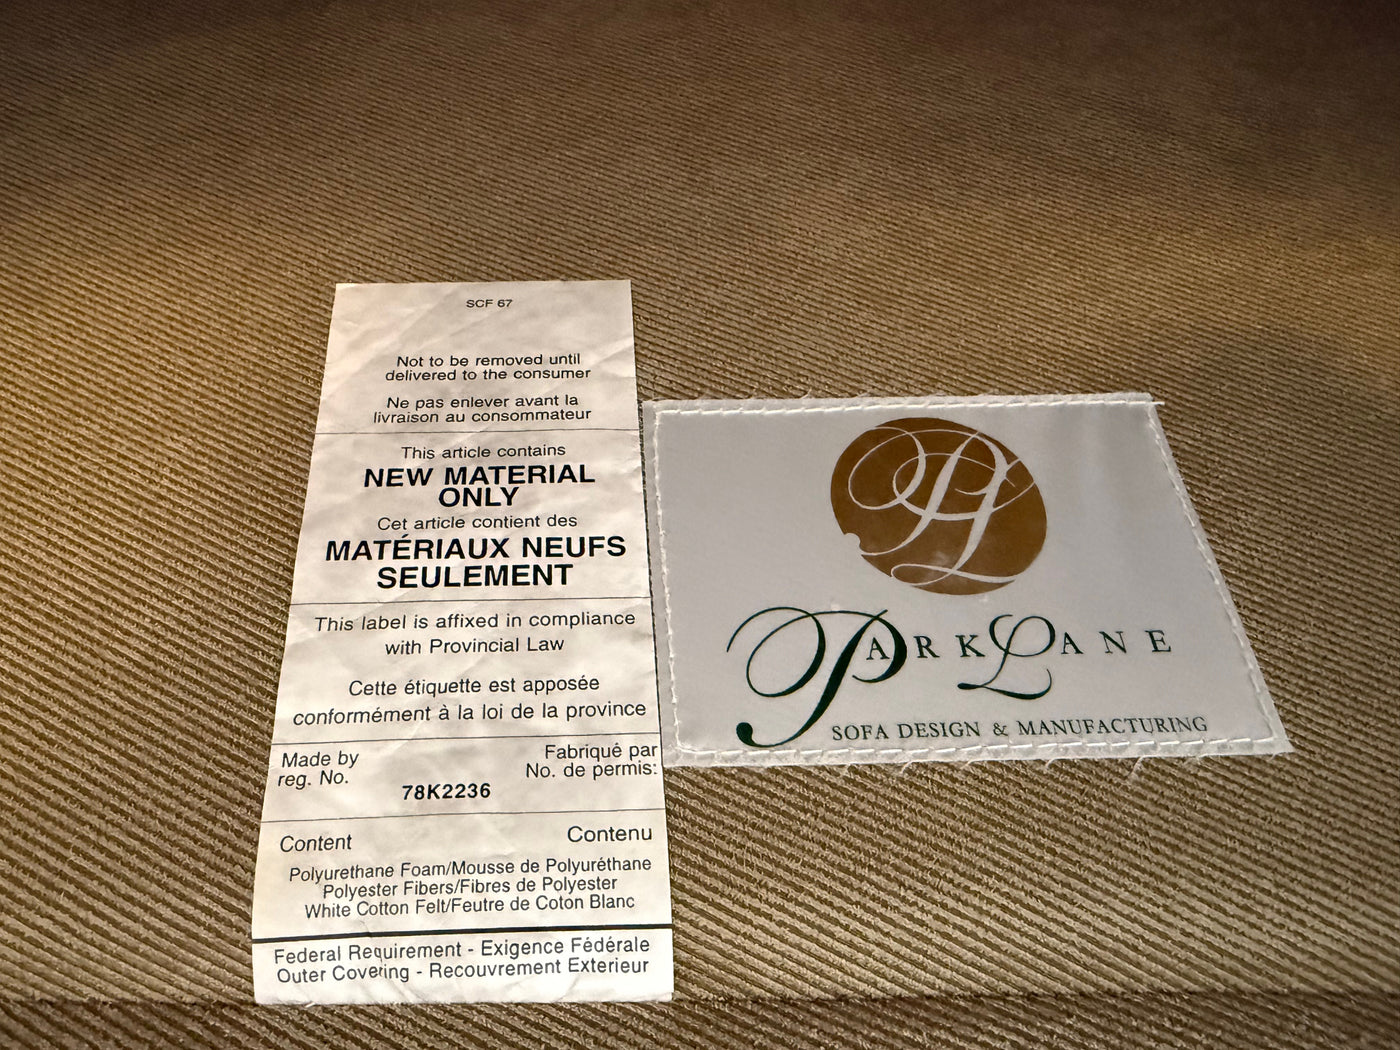 SCF 67
Not to be removed until
delivered to the consumer
Ne pas enlever avant la
livraison au consommateur
This article contains
NEW MATERIAL
ONLY
Cet article contient des
MATÉRIAUX NEUFS
SEULEMENT
This label is affixed in compliance
with Provincial Law
Cette étiquette est apposée
conformément à la loi de la province
Made by
reg. No.
Fabriqué par
No. de permis:
78K2236
Content
Contenu
Polyurethane Foam/Mousse de Polyuréthane
Polyester Fibers/Fibres de Polyester
White Cotton Felt/Feutre de Coton Blanc
Federal Requirement - Exigence Fédérale
Outer Covering - Recouvrement Exterieur
PL
PARK LANE
SOFA DESIGN & MANUFACTURING